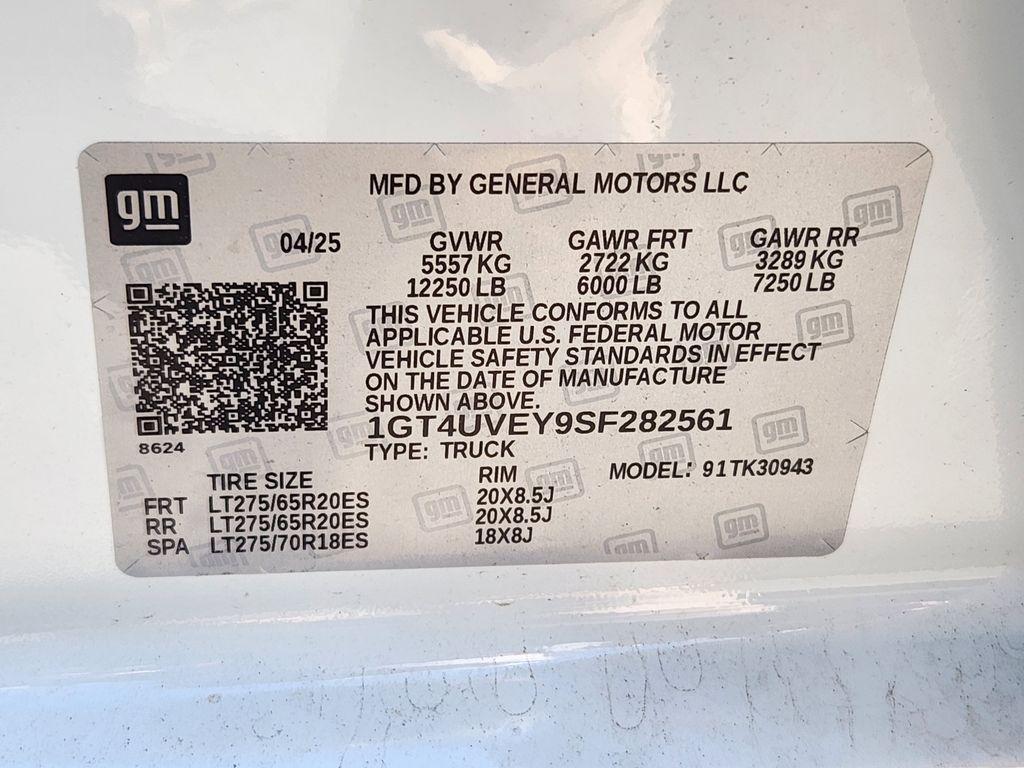 gm
MFD BY GENERAL MOTORS LLC
04/25
GVWR GAWR FRT GAWR RR
5557 KG 2722 KG 3289 KG
12250 LB 6000 LB 7250 LB
THIS VEHICLE CONFORMS TO ALL
APPLICABLE U.S. FEDERAL MOTOR
VEHICLE SAFETY STANDARDS IN EFFECT
ON THE DATE OF MANUFACTURE
SHOWN ABOVE.
1GT4UVEY9SF282561
8624
TYPE: TRUCK
MODEL: 91TK30943
TIRE SIZE RIM
FRT LT275/65R20ES 20X8.5J
RR LT275/65R20ES 20X8.5J
SPA LT275/70R18ES 18X8J